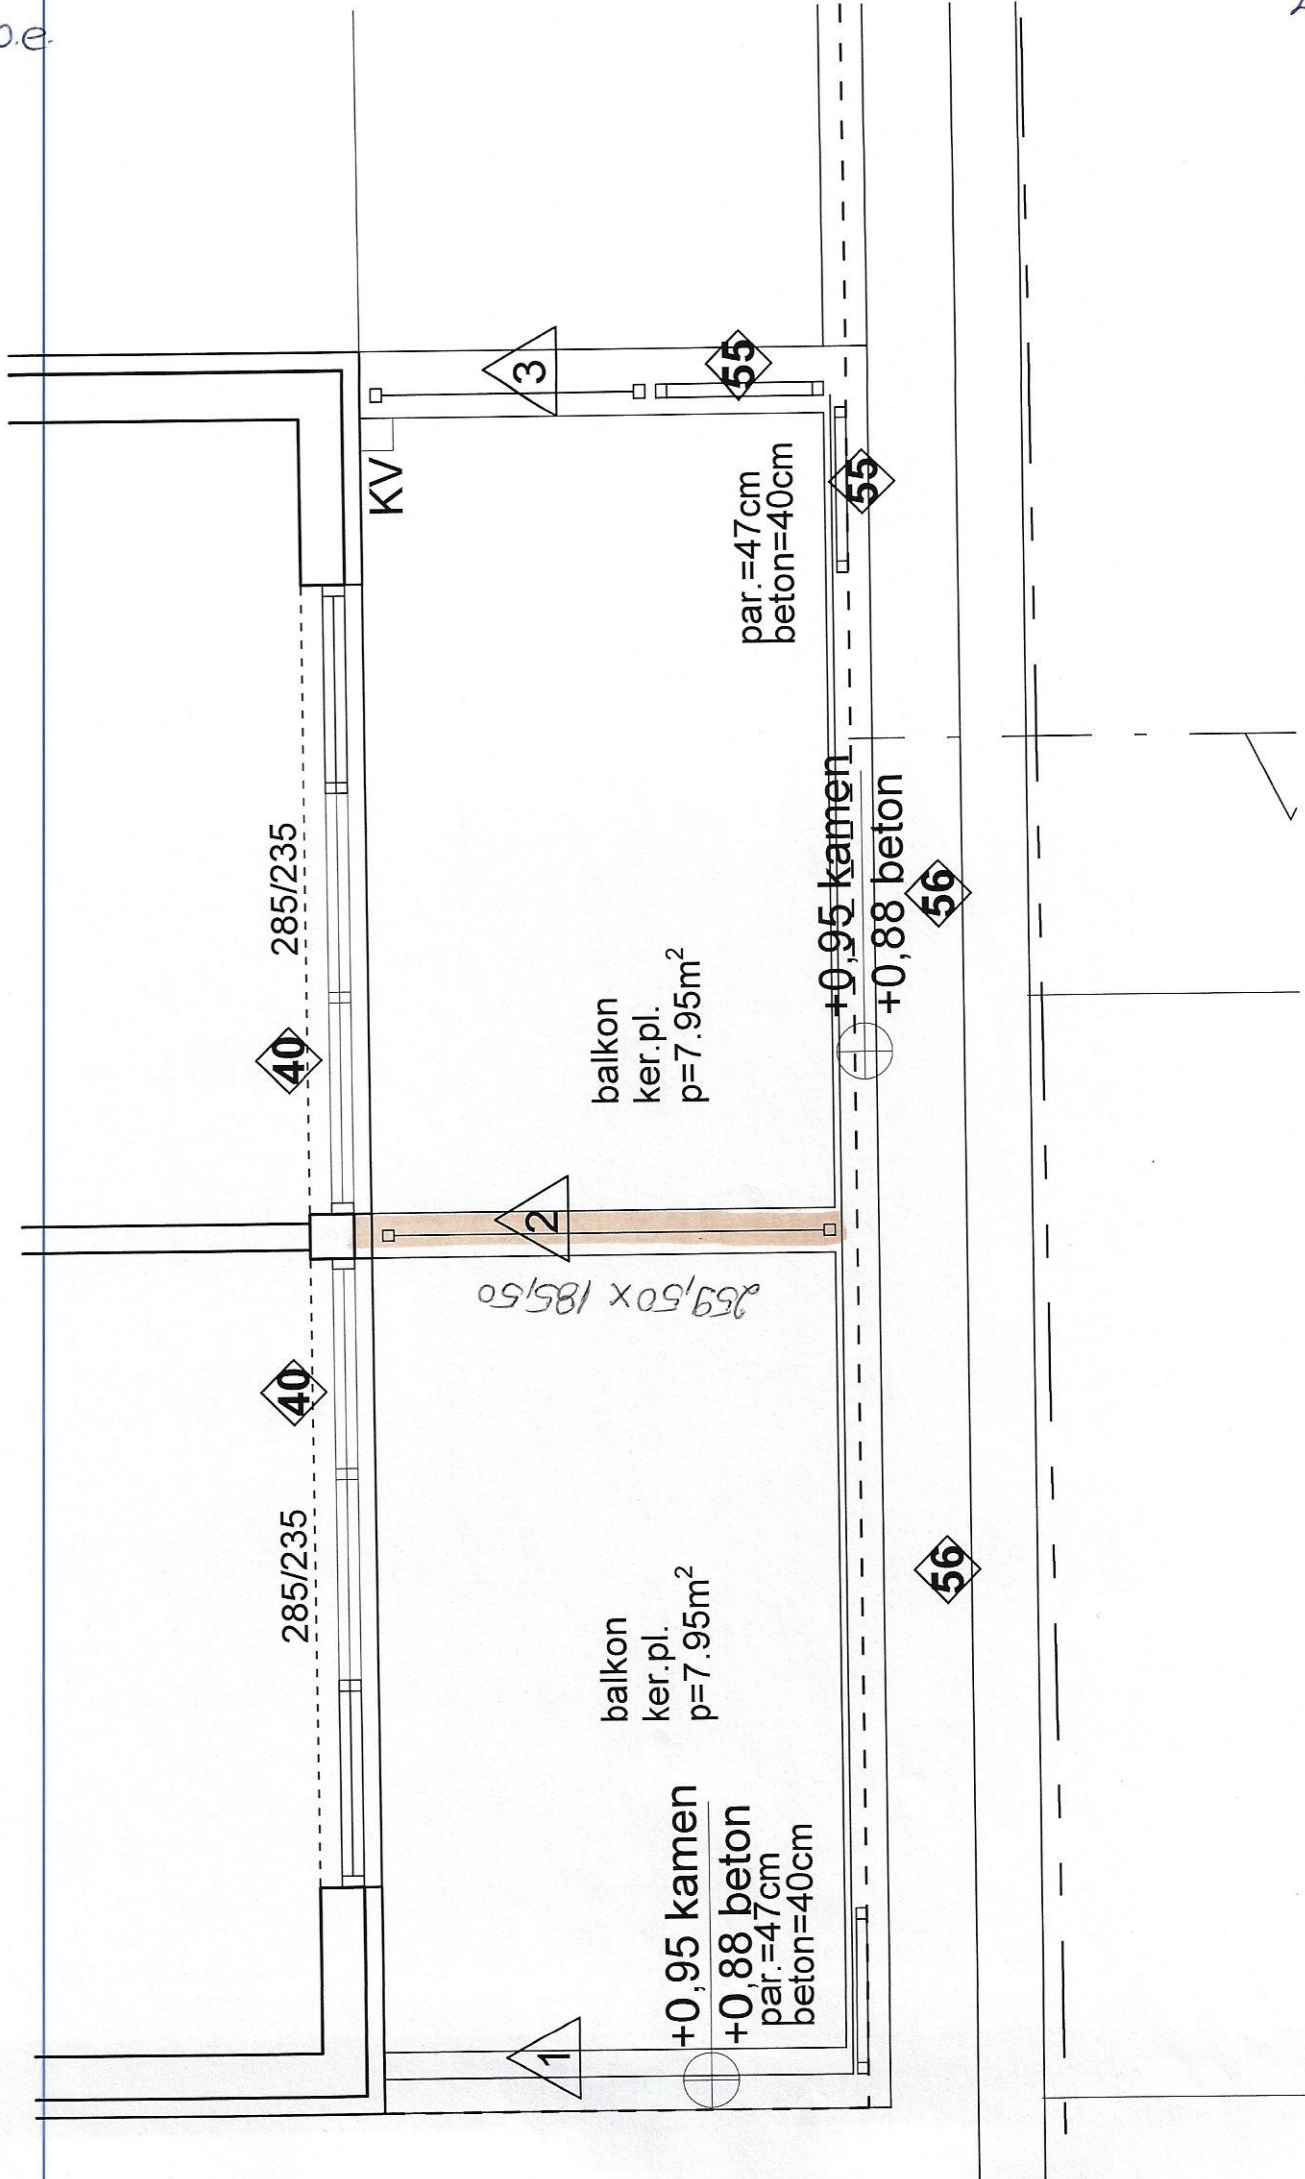 p.e.
285/235
40
40
285/235
KV
3
55
55
par.=47cm
beton=40cm
balkon
ker.pl.
p=7.95m²
+0,95 kamen
+0,88 beton
56
2
259,50 x 185,50
balkon
ker.pl.
p=7.95m²
56
+0,95 kamen
+0,88 beton
par.=47cm
beton=40cm
1